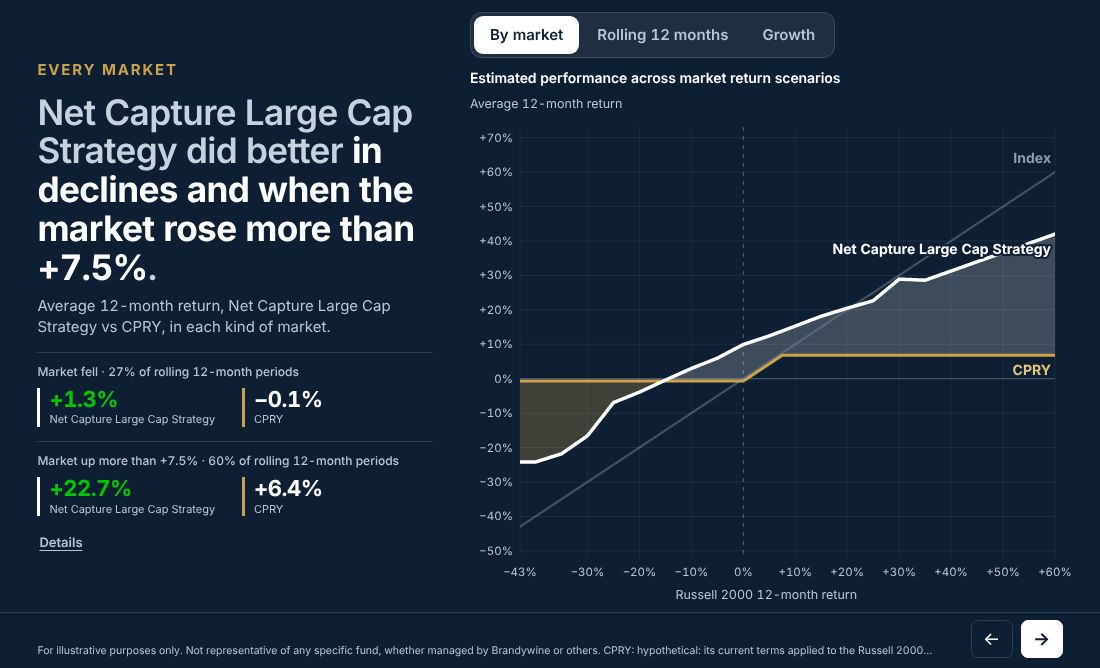 By market
Rolling 12 months
Growth
EVERY MARKET
Net Capture Large Cap
Strategy did better in
declines and when the
market rose more than
+7.5%.
Average 12-month return, Net Capture Large Cap
Strategy vs CPRY, in each kind of market.
Market fell · 27% of rolling 12-month periods
+1.3%
Net Capture Large Cap Strategy
−0.1%
CPRY
Market up more than +7.5% · 60% of rolling 12-month periods
+22.7%
Net Capture Large Cap Strategy
+6.4%
CPRY
Details
Estimated performance across market return scenarios
Average 12-month return
+70%
+60%
+50%
+40%
+30%
+20%
+10%
0%
−10%
−20%
−30%
−40%
−50%
Index
Net Capture Large Cap Strategy
CPRY
−43%
−30%
−20%
−10%
0%
+10%
+20%
+30%
+40%
+50%
+60%
Russell 2000 12-month return
For illustrative purposes only. Not representative of any specific fund, whether managed by Brandywine or others. CPRY: hypothetical: its current terms applied to the Russell 2000…